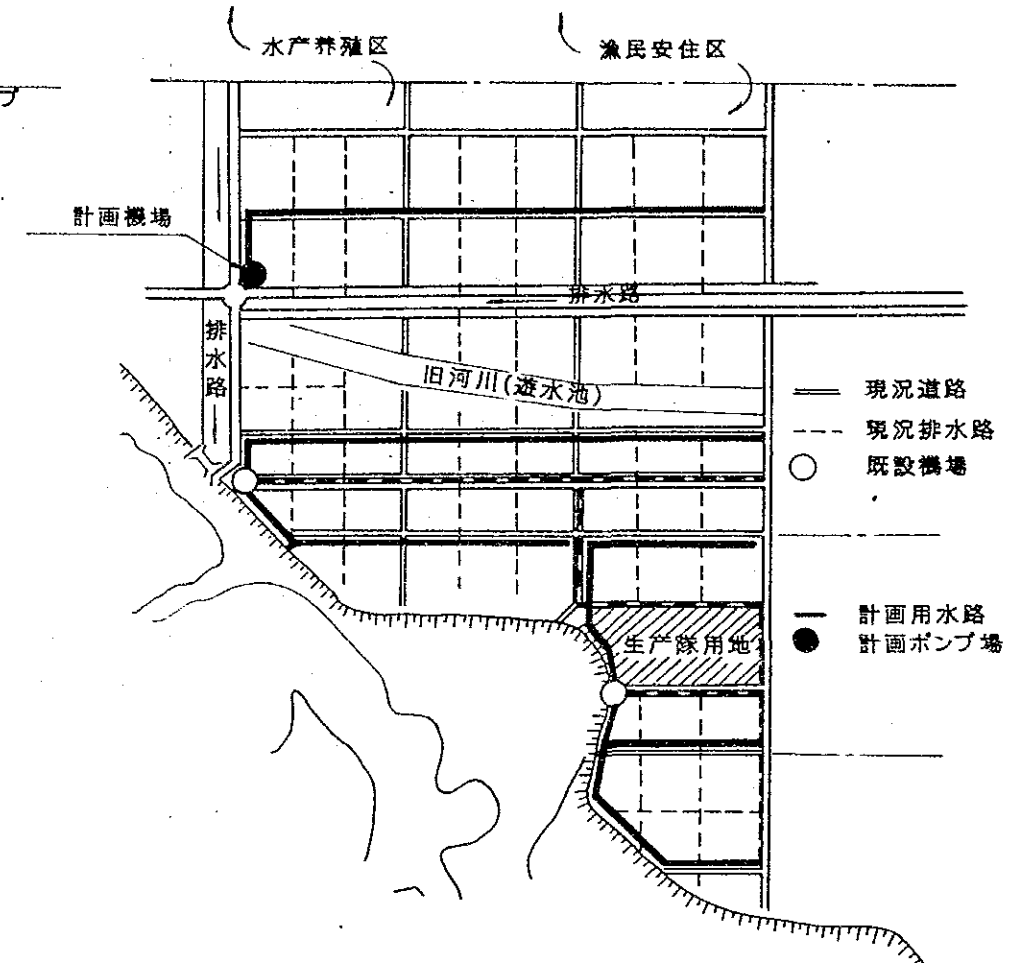 水产养殖区
漁民安住区
プ
計画機場
排水路
排水路
旧河川(遊水池)
現況道路
現況排水路
既設機場
計画用水路
計画ポンプ場
生产隊用地